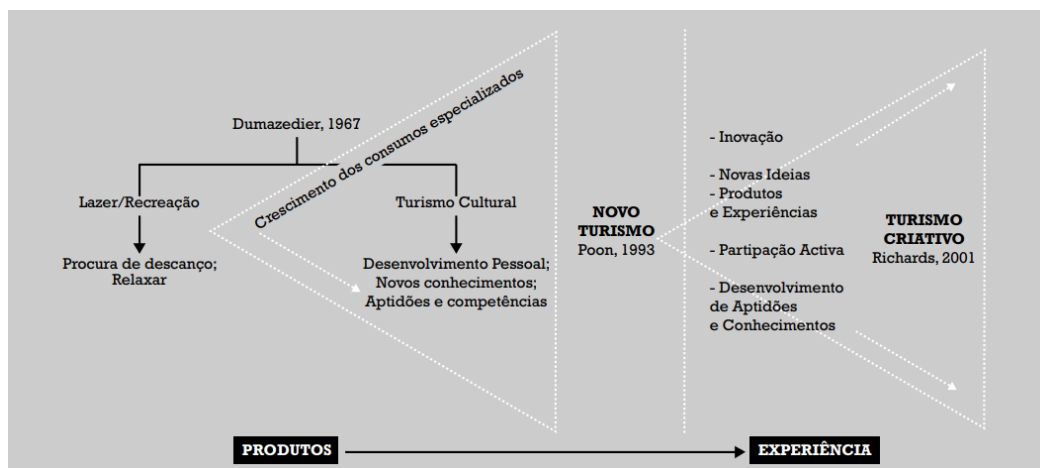 Dumazedier, 1967
Crescimento dos consumos especializados
Lazer/Recreação
Turismo Cultural
Procura de descanço;
Relaxar
Desenvolvimento Pessoal;
Novos conhecimentos;
Aptidões e competências
NOVO
TURISMO
Poon, 1993
- Inovação
- Novas Ideias
- Produtos
e Experiências
- Partipação Activa
- Desenvolvimento
de Aptidões
e Conhecimentos
TURISMO
CRIATIVO
Richards, 2001
PRODUTOS
EXPERIÊNCIA